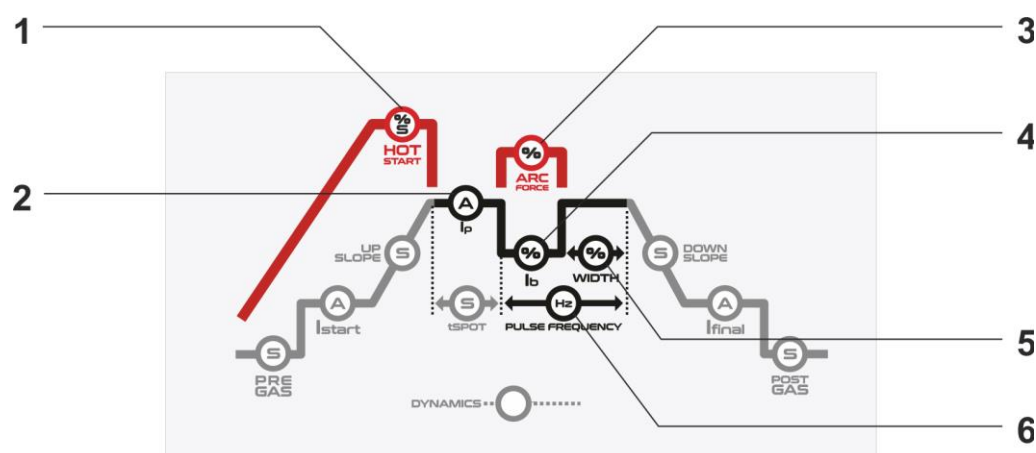 1
3
%
S
HOT
START
%
ARC
FORCE
4
2
A
Ip
UP
SLOPE
S
%
Ib
%
WIDTH
S
DOWN
SLOPE
A
Istart
S
tSPOT
Hz
PULSE FREQUENCY
A
Ifinal
S
PRE
GAS
S
POST
GAS
5
DYNAMICS
6